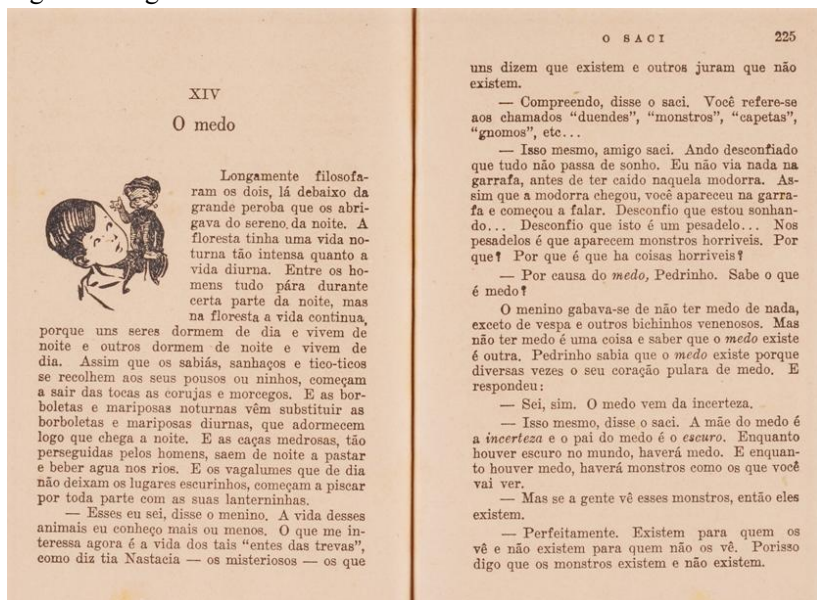 XIV
O medo
Longamente filosofa-
ram os dois, lá debaixo da
grande peroba que os abri-
gava do sereno da noite. A
floresta tinha uma vida no-
turna tão intensa quanto a
vida diurna. Entre os ho-
mens tudo pára durante
certa parte da noite, mas
na floresta a vida continua,
porque uns seres dormem de dia e vivem de
noite e outros dormem de noite e vivem de
dia. Assim que os sabiás, sanhaços e tico-ticos
se recolhem aos seus pousos ou ninhos, começam
a sair das tocas as corujas e morcegos. E as bor-
boletas e mariposas noturnas vêm substituir as
borboletas e mariposas diurnas, que adormecem
logo que chega a noite. E as caças medrosas, tão
perseguidas pelos homens, saem de noite a pastar
e beber agua nos rios. E os vagalumes que de dia
não deixam os lugares escurinhos, começam a piscar
por toda parte com as suas lanterninhas.
— Esses eu sei, disse o menino. A vida desses
animais eu conheço mais ou menos. O que me in-
teressa agora é a vida dos tais "entes das trevas",
como diz tia Nastacia — os misteriosos — os que
O SACI 225
uns dizem que existem e outros juram que não
existem.
— Compreendo, disse o saci. Você refere-se
aos chamados "duendes", "monstros", "capetas",
"gnomos", etc...
— Isso mesmo, amigo saci. Ando desconfiado
que tudo não passa de sonho. Eu não via nada na
garrafa, antes de ter caído naquela modorra. As-
sim que a modorra chegou, você apareceu na garra-
fa e começou a falar. Desconfio que estou sonhan-
do... Desconfio que isto é um pesadelo... Nos
pesadelos é que aparecem monstros horriveis. Por
que? Por que é que ha coisas horriveis?
— Por causa do medo, Pedrinho. Sabe o que
é medo?
O menino gabava-se de não ter medo de nada,
exceto de vespa e outros bichinhos venenosos. Mas
não ter medo é uma coisa e saber que o medo existe
é outra. Pedrinho sabia que o medo existe porque
diversas vezes o seu coração pulara de medo. E
respondeu:
— Sei, sim. O medo vem da incerteza.
— Isso mesmo, disse o saci. A mãe do medo é
a incerteza e o pai do medo é o escuro. Enquanto
houver escuro no mundo, haverá medo. E enquan-
to houver medo, haverá monstros como os que você
vai ver.
— Mas se a gente vê esses monstros, então eles
existem.
— Perfeitamente. Existem para quem os
vê e não existem para quem não os vê. Porisso
digo que os monstros existem e não existem.